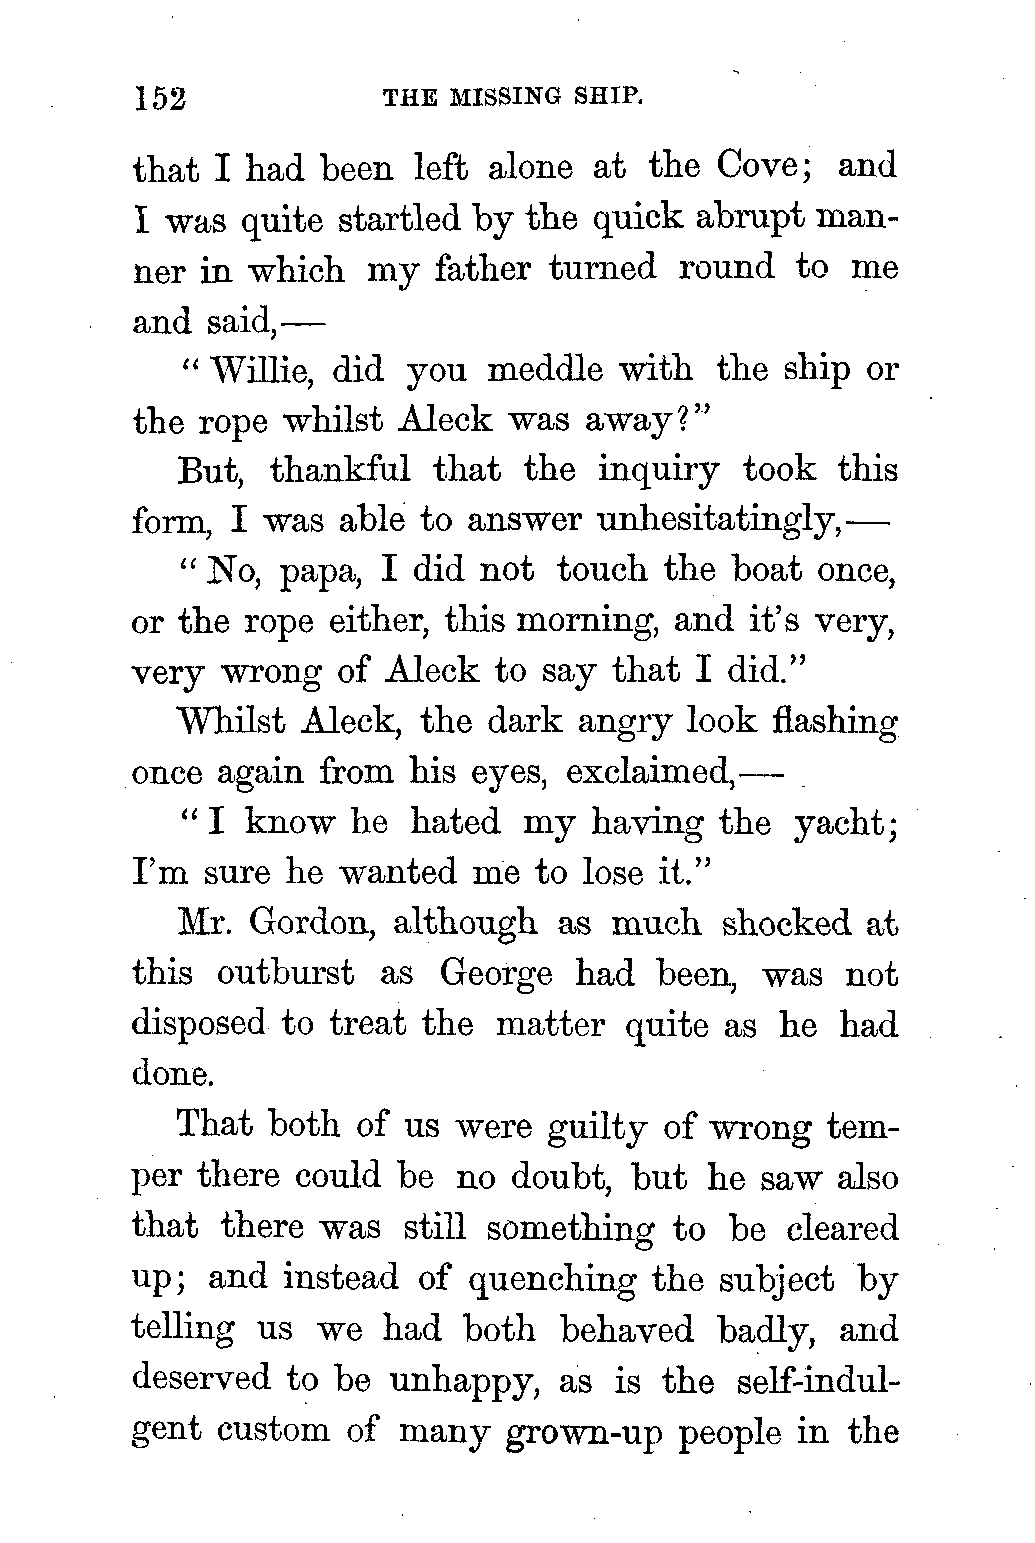 152 THE MISSING SHIP.
that I had been left alone at the Cove; and
I was quite startled by the quick abrupt man-
ner in which my father turned round to me
and said,—
“Willie, did you meddle with the ship or
the rope whilst Aleck was away?”
But, thankful that the inquiry took this
form, I was able to answer unhesitatingly,—
“No, papa, I did not touch the boat once,
or the rope either, this morning, and it's very,
very wrong of Aleck to say that I did.”
Whilst Aleck, the dark angry look flashing
once again from his eyes, exclaimed,—
“I know he hated my having the yacht;
I'm sure he wanted me to lose it.”
Mr. Gordon, although as much shocked at
this outburst as George had been, was not
disposed to treat the matter quite as he had
done.
That both of us were guilty of wrong tem-
per there could be no doubt, but he saw also
that there was still something to be cleared
up; and instead of quenching the subject by
telling us we had both behaved badly, and
deserved to be unhappy, as is the self-indul-
gent custom of many grown-up people in the